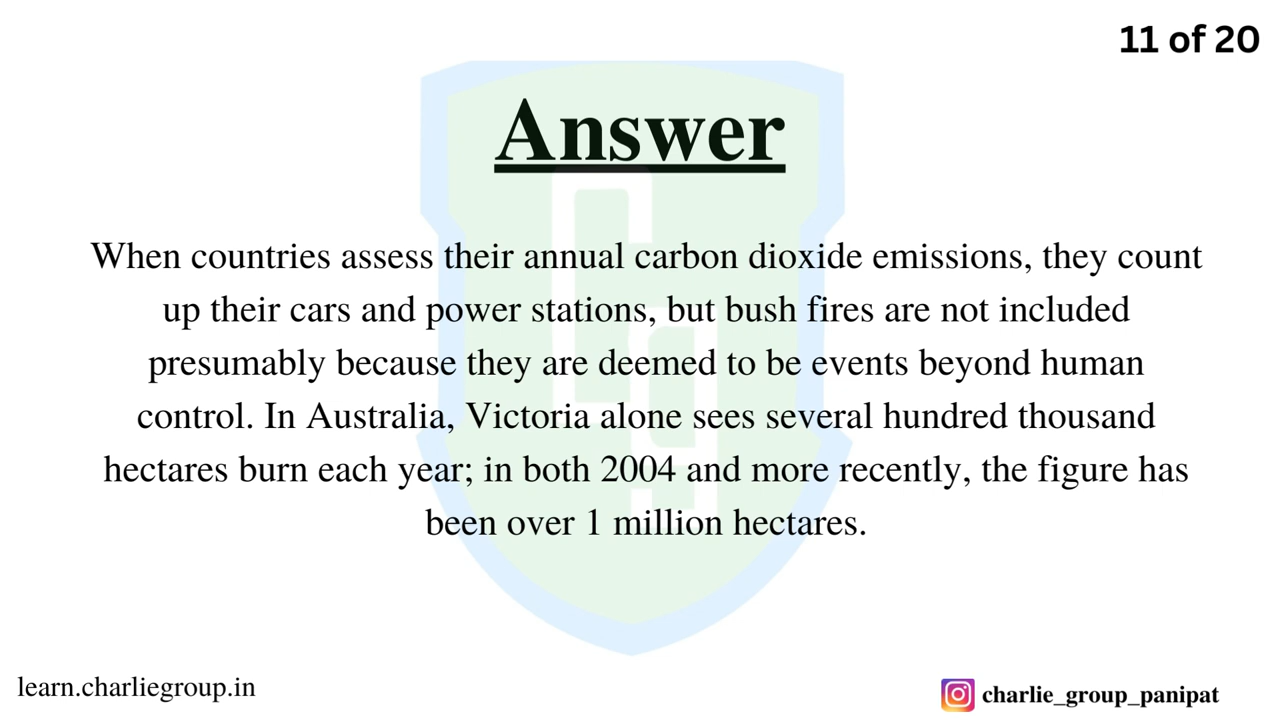 11 of 20
Answer
When countries assess their annual carbon dioxide emissions, they count
up their cars and power stations, but bush fires are not included
presumably because they are deemed to be events beyond human
control. In Australia, Victoria alone sees several hundred thousand
hectares burn each year; in both 2004 and more recently, the figure has
been over 1 million hectares.
learn.charliegroup.in
charlie_group_panipat